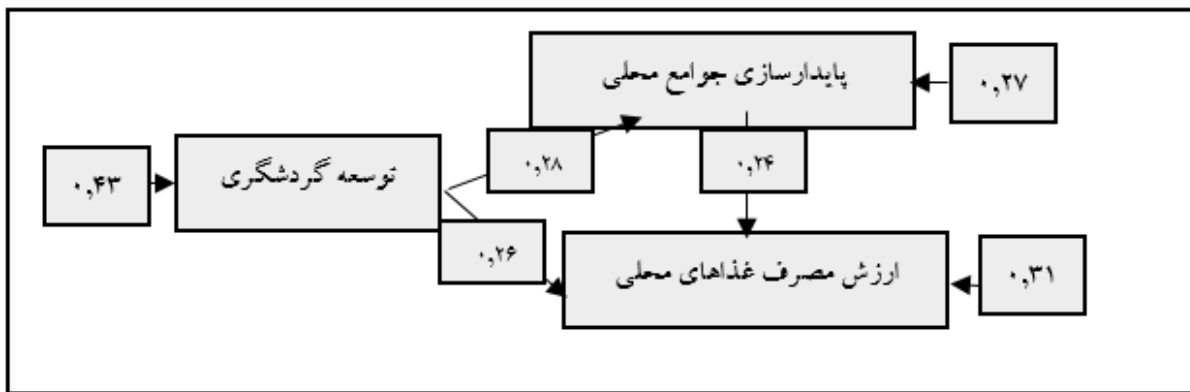 پایدارسازی جوامع محلی
۰,۲۷
۰,۲۸
۰,۲۴
توسعه گردشگری
۰,۴۳
۰,۲۶
ارزش مصرف غذاهای محلی
۰,۳۱